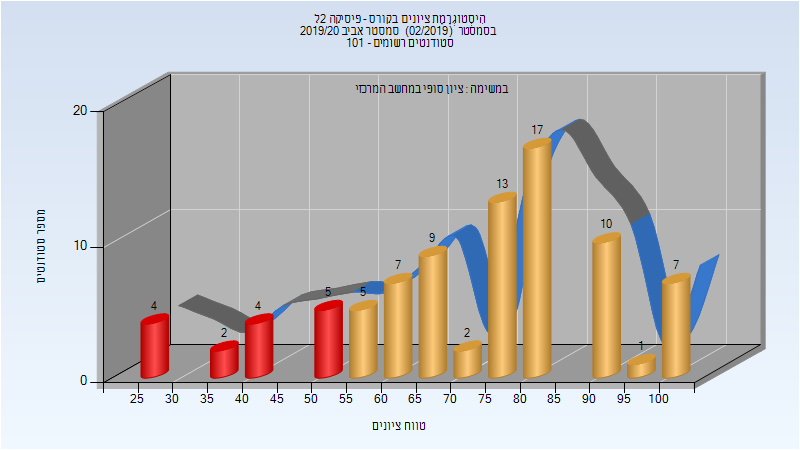 היסטוגרמת ציונים בקורס - פיסיקה 2ל
בסמסטר (02/2019) סמסטר אביב 2019/20
סטודנטים רשומים - 101
במשימה : ציון סופי במחשב המרכזי
מספר סטודנטים
20
10
0
4
2
4
5
5
7
9
2
13
17
10
1
7
25 30 35 40 45 50 55 60 65 70 75 80 85 90 95 100
טווח ציונים